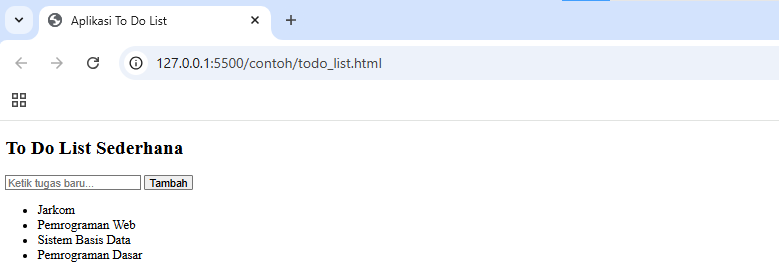 Aplikasi To Do List
127.0.0.1:5500/contoh/todo_list.html
To Do List Sederhana
Ketik tugas baru... Tambah
Jarkom
Pemrograman Web
Sistem Basis Data
Pemrograman Dasar